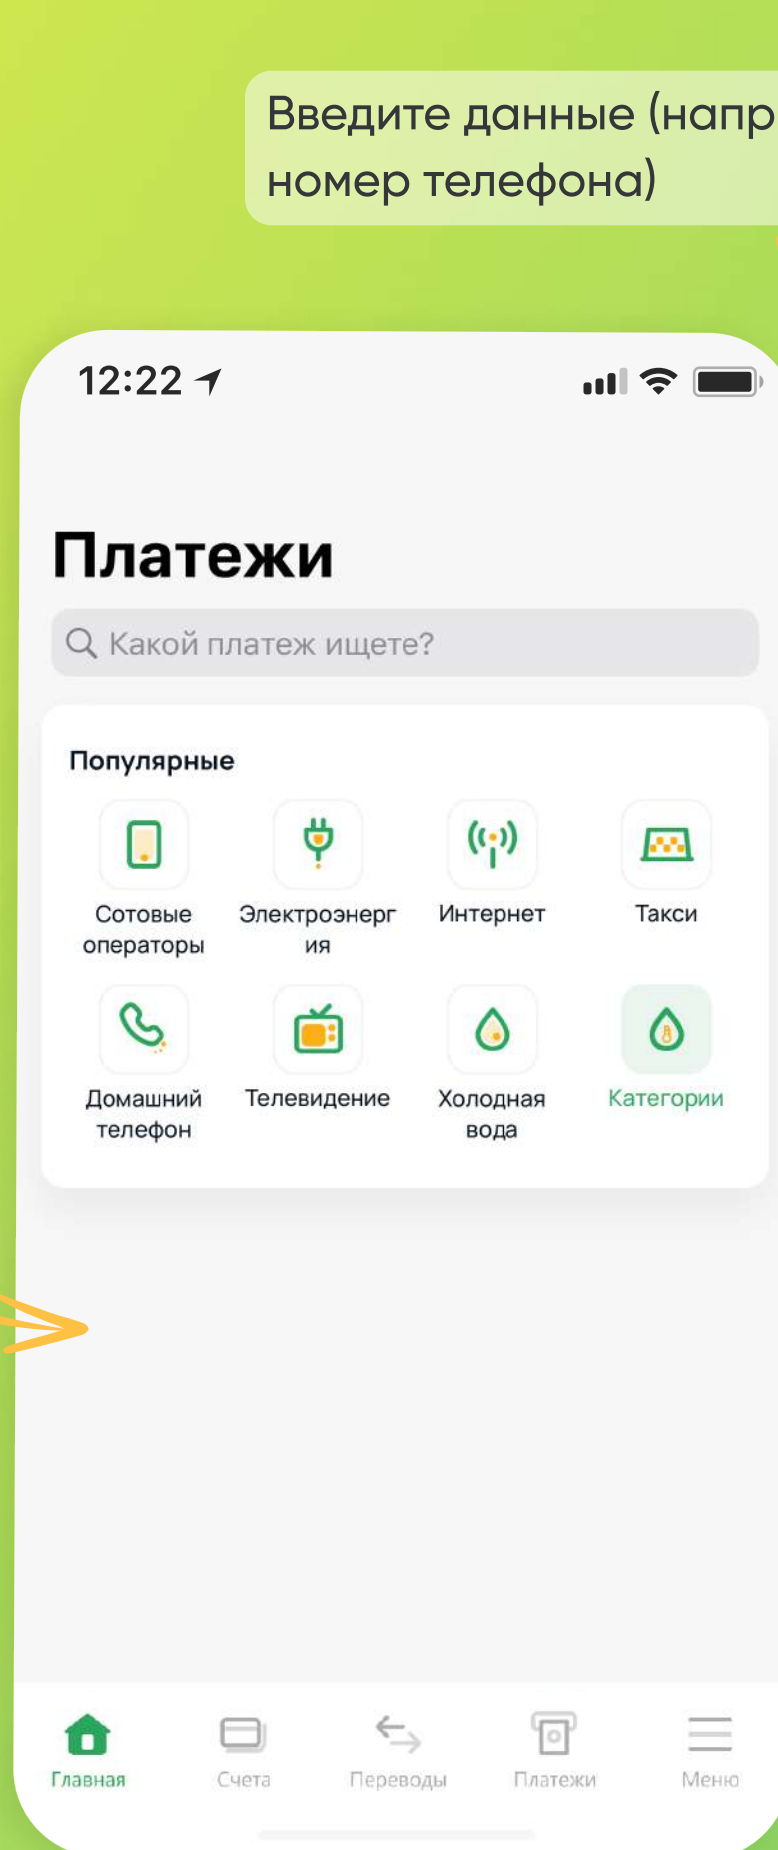 Введите данные (напр
номер телефона)
12:22
Платежи
Какой платеж ищете?
Популярные
Сотовые
операторы
Электроэнерг
ия
Интернет
Такси
Домашний
телефон
Телевидение
Холодная
вода
Категории
Главная
Счета
Переводы
Платежи
Меню